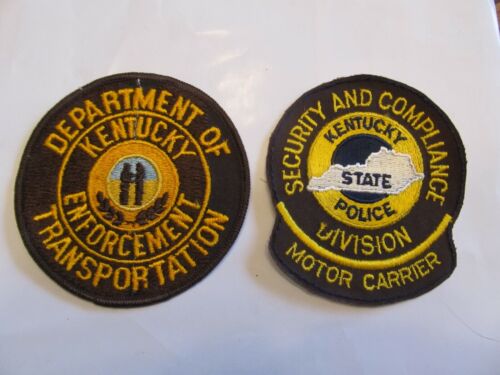 DEPARTMENT OF
KENTUCKY
ENFORCEMENT
TRANSPORTATION
SECURITY AND COMPLIANCE
KENTUCKY
STATE
POLICE
DIVISION
MOTOR CARRIER